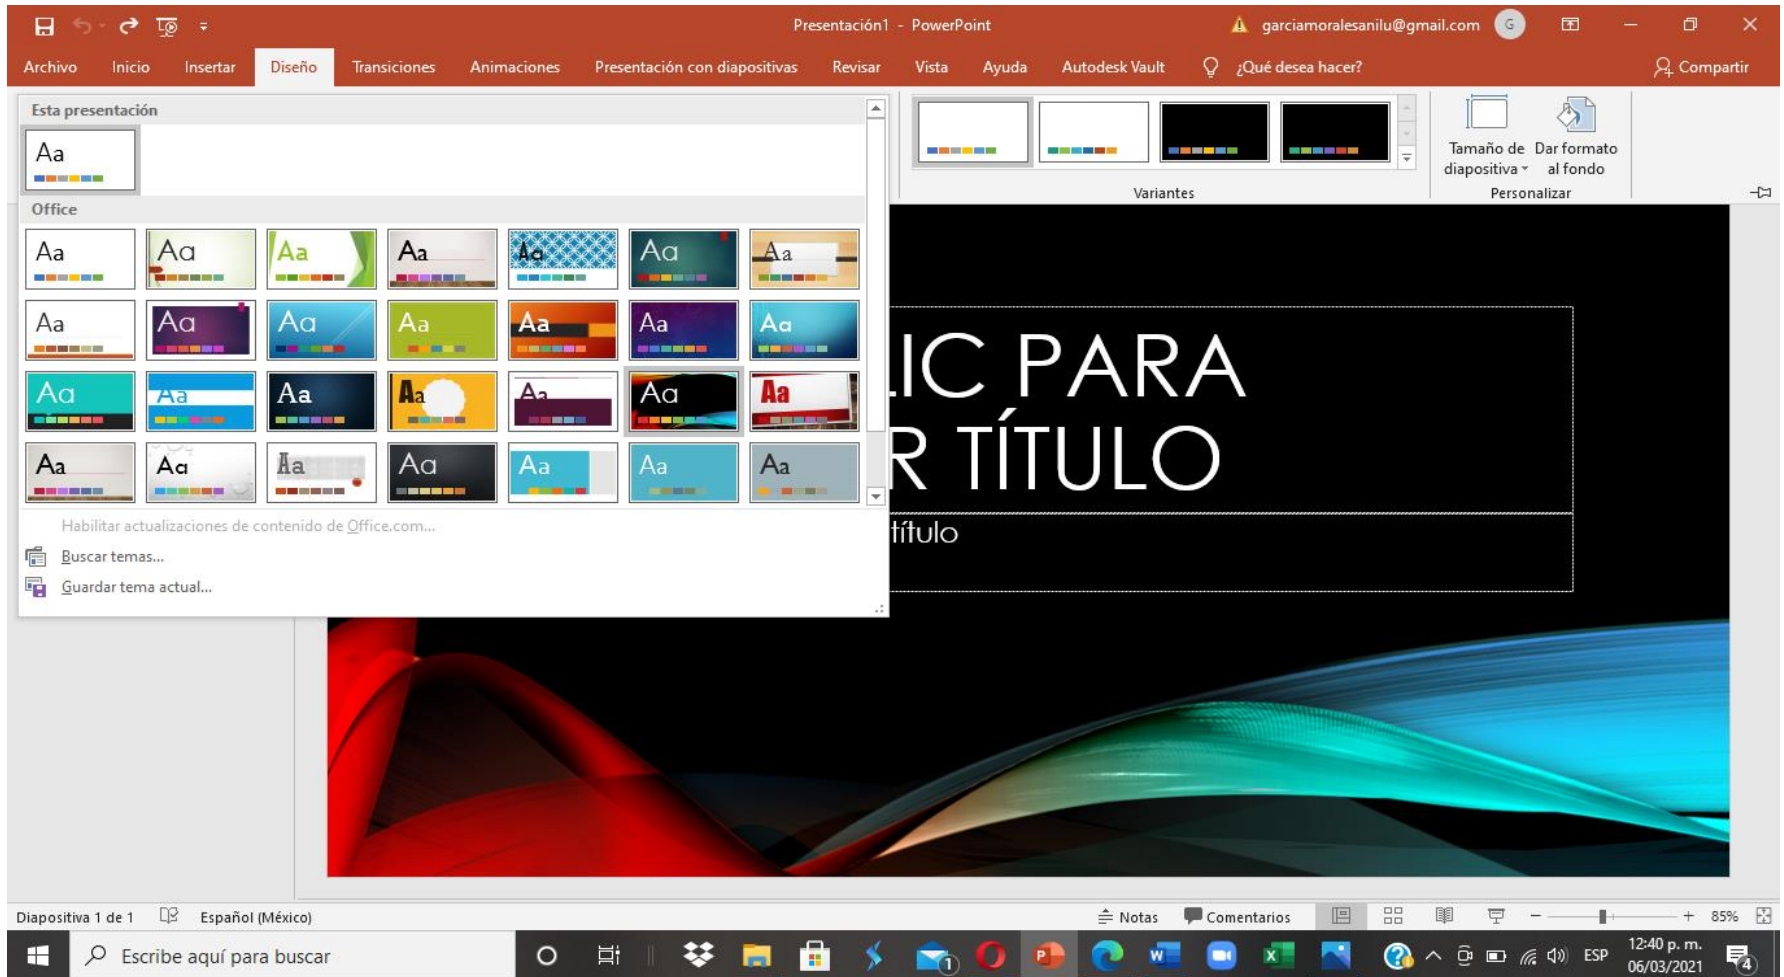 Presentación1 - PowerPoint
garciamoralesanilu@gmail.com
G
Archivo Inicio Insertar Diseño Transiciones Animaciones Presentación con diapositivas Revisar Vista Ayuda Autodesk Vault ¿Qué desea hacer? Compartir
Esta presentación
Aa
Office
Aa Aa Aa Aa Aa Aa Aa
Aa Aa Aa Aa Aa Aa Aa
Aa Aa Aa Aa Aa Aa Aa
Aa Aa Aa Aa Aa Aa Aa
Habilitar actualizaciones de contenido de Office.com...
Buscar temas...
Guardar tema actual...
Variantes
Tamaño de diapositiva
Dar formato al fondo
Personalizar
LIC PARA
R TÍTULO
título
Diapositiva 1 de 1 Español (México) Notas Comentarios 85%
Escribe aquí para buscar
1
ESP
12:40 p. m.
06/03/2021
4